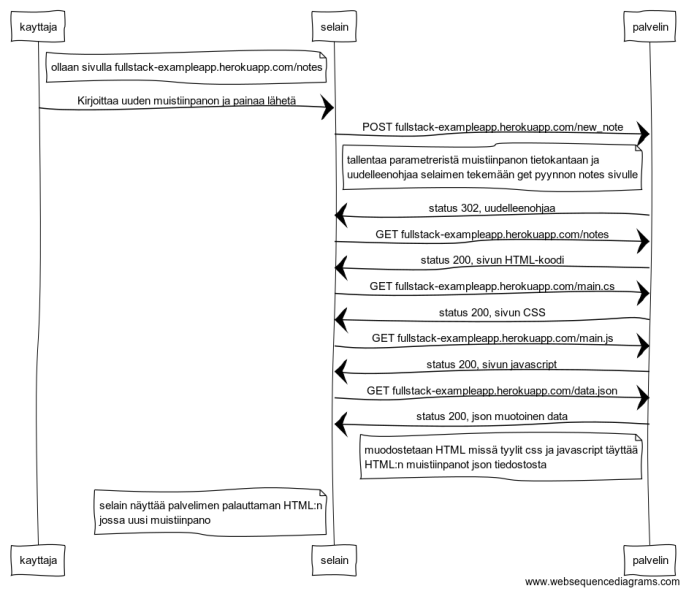 kayttaja
selain
palvelin
ollaan sivulla fullstack-exampleapp.herokuapp.com/notes
Kirjoittaa uuden muistiinpanon ja painaa lähetä
POST fullstack-exampleapp.herokuapp.com/new_note
tallentaa parametreristä muistiinpanon tietokantaan ja
uudelleenohjaa selaimen tekemään get pyynnon notes sivulle
status 302, uudelleenohjaa
GET fullstack-exampleapp.herokuapp.com/notes
status 200, sivun HTML-koodi
GET fullstack-exampleapp.herokuapp.com/main.cs
status 200, sivun CSS
GET fullstack-exampleapp.herokuapp.com/main.js
status 200, sivun javascript
GET fullstack-exampleapp.herokuapp.com/data.json
status 200, json muotoinen data
muodostetaan HTML missä tyylit css ja javascript täyttää
HTML:n muistiinpanot json tiedostosta
selain näyttää palvelimen palauttaman HTML:n
jossa uusi muistiinpano
kayttaja
selain
palvelin
www.websequencediagrams.com